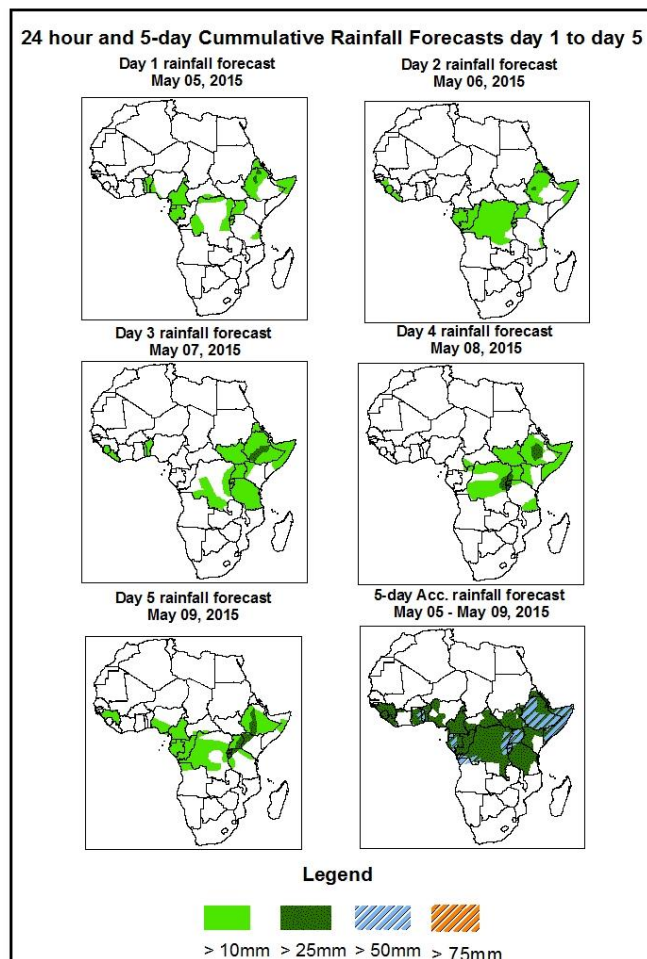 24 hour and 5-day Cummulative Rainfall Forecasts day 1 to day 5
Day 1 rainfall forecast
May 05, 2015
Day 2 rainfall forecast
May 06, 2015
Day 3 rainfall forecast
May 07, 2015
Day 4 rainfall forecast
May 08, 2015
Day 5 rainfall forecast
May 09, 2015
5-day Acc. rainfall forecast
May 05 - May 09, 2015
Legend
> 10mm > 25mm > 50mm > 75mm